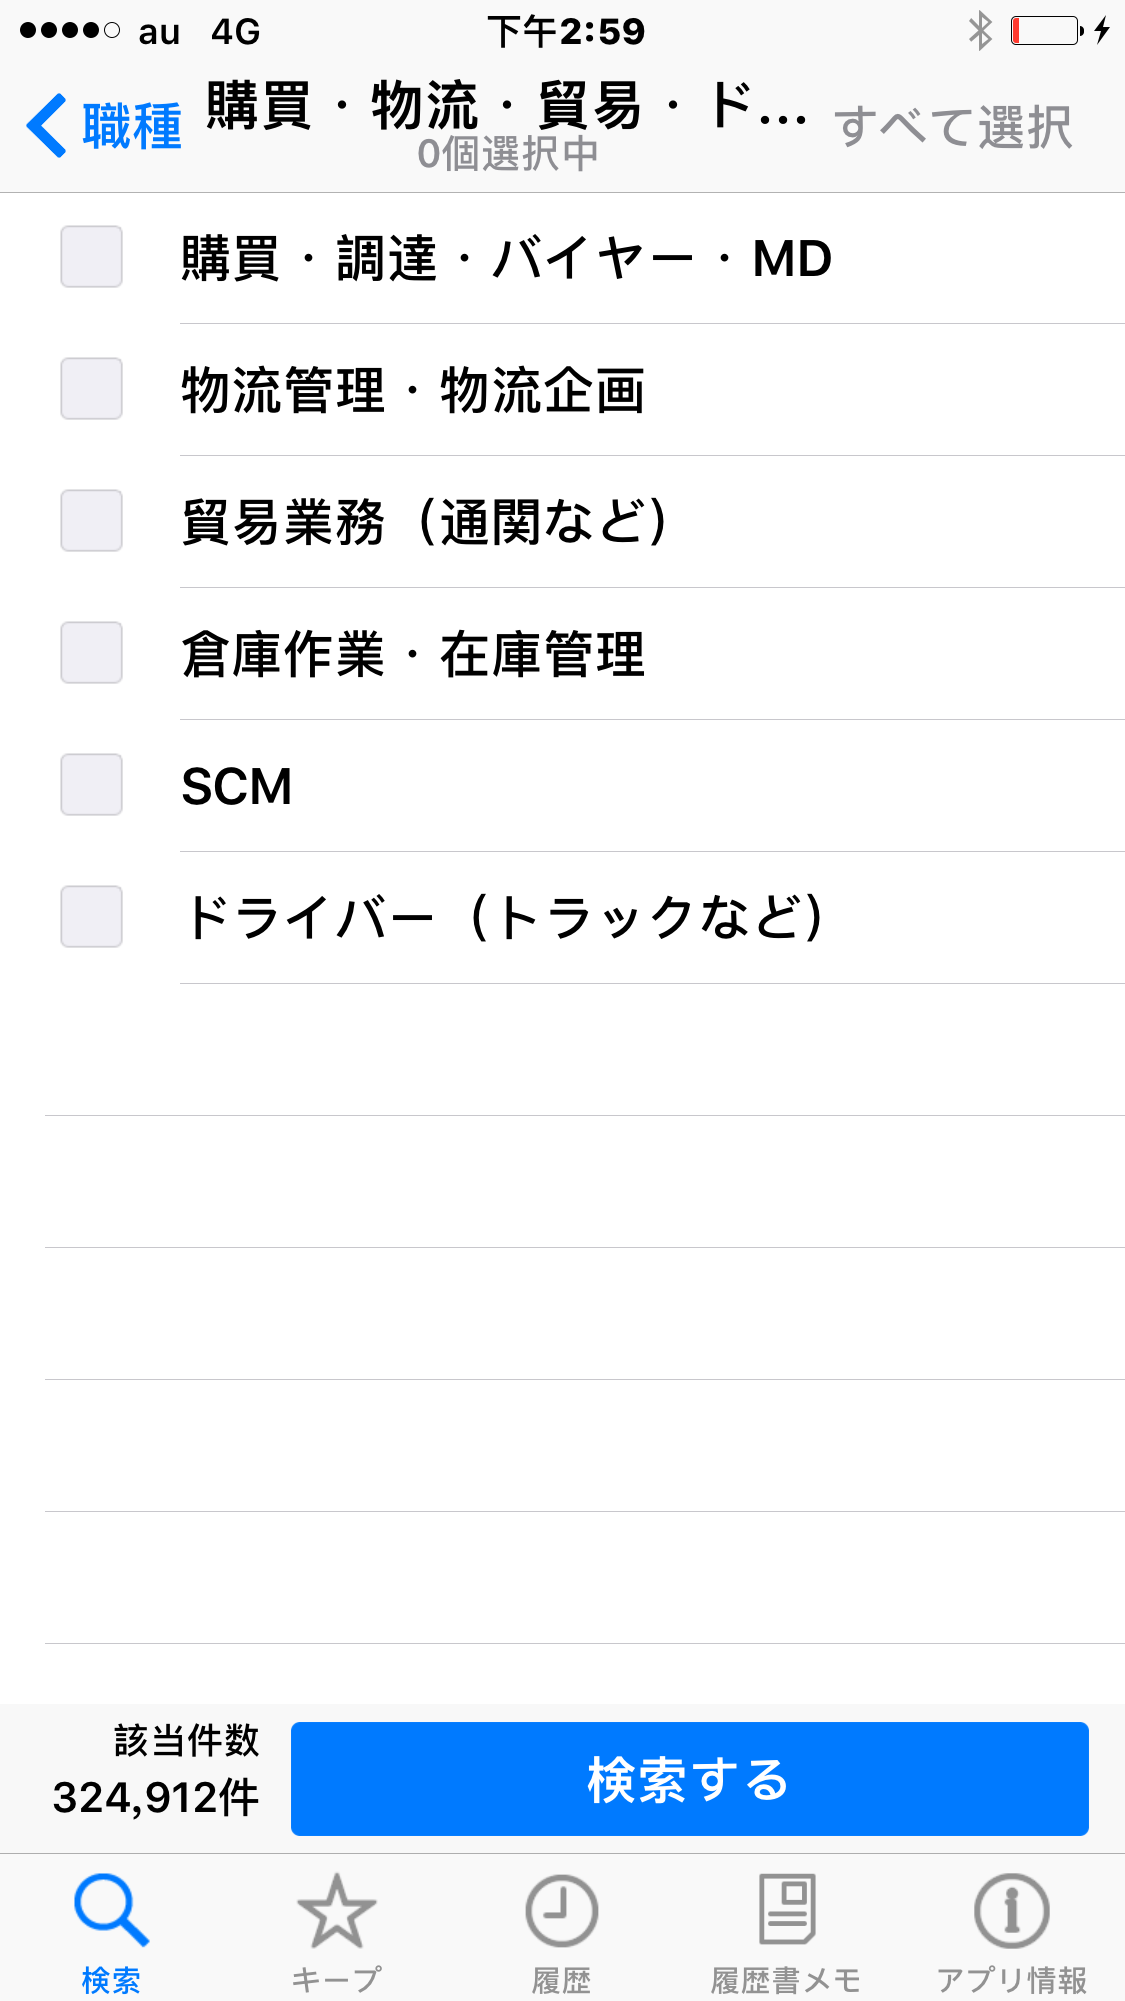 au 4G 下午2:59
職種 購買・物流・貿易・ド... すべて選択
0個選択中
購買・調達・バイヤー・MD
物流管理・物流企画
貿易業務（通関など）
倉庫作業・在庫管理
SCM
ドライバー（トラックなど）
該当件数
324,912件
検索する
検索 キープ 履歴 履歴書メモ アプリ情報